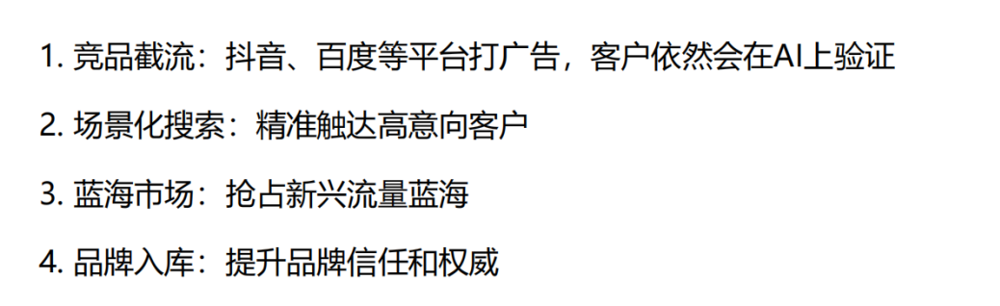 1. 竞品截流：抖音、百度等平台打广告，客户依然会在AI上验证
2. 场景化搜索：精准触达高意向客户
3. 蓝海市场：抢占新兴流量蓝海
4. 品牌入库：提升品牌信任和权威